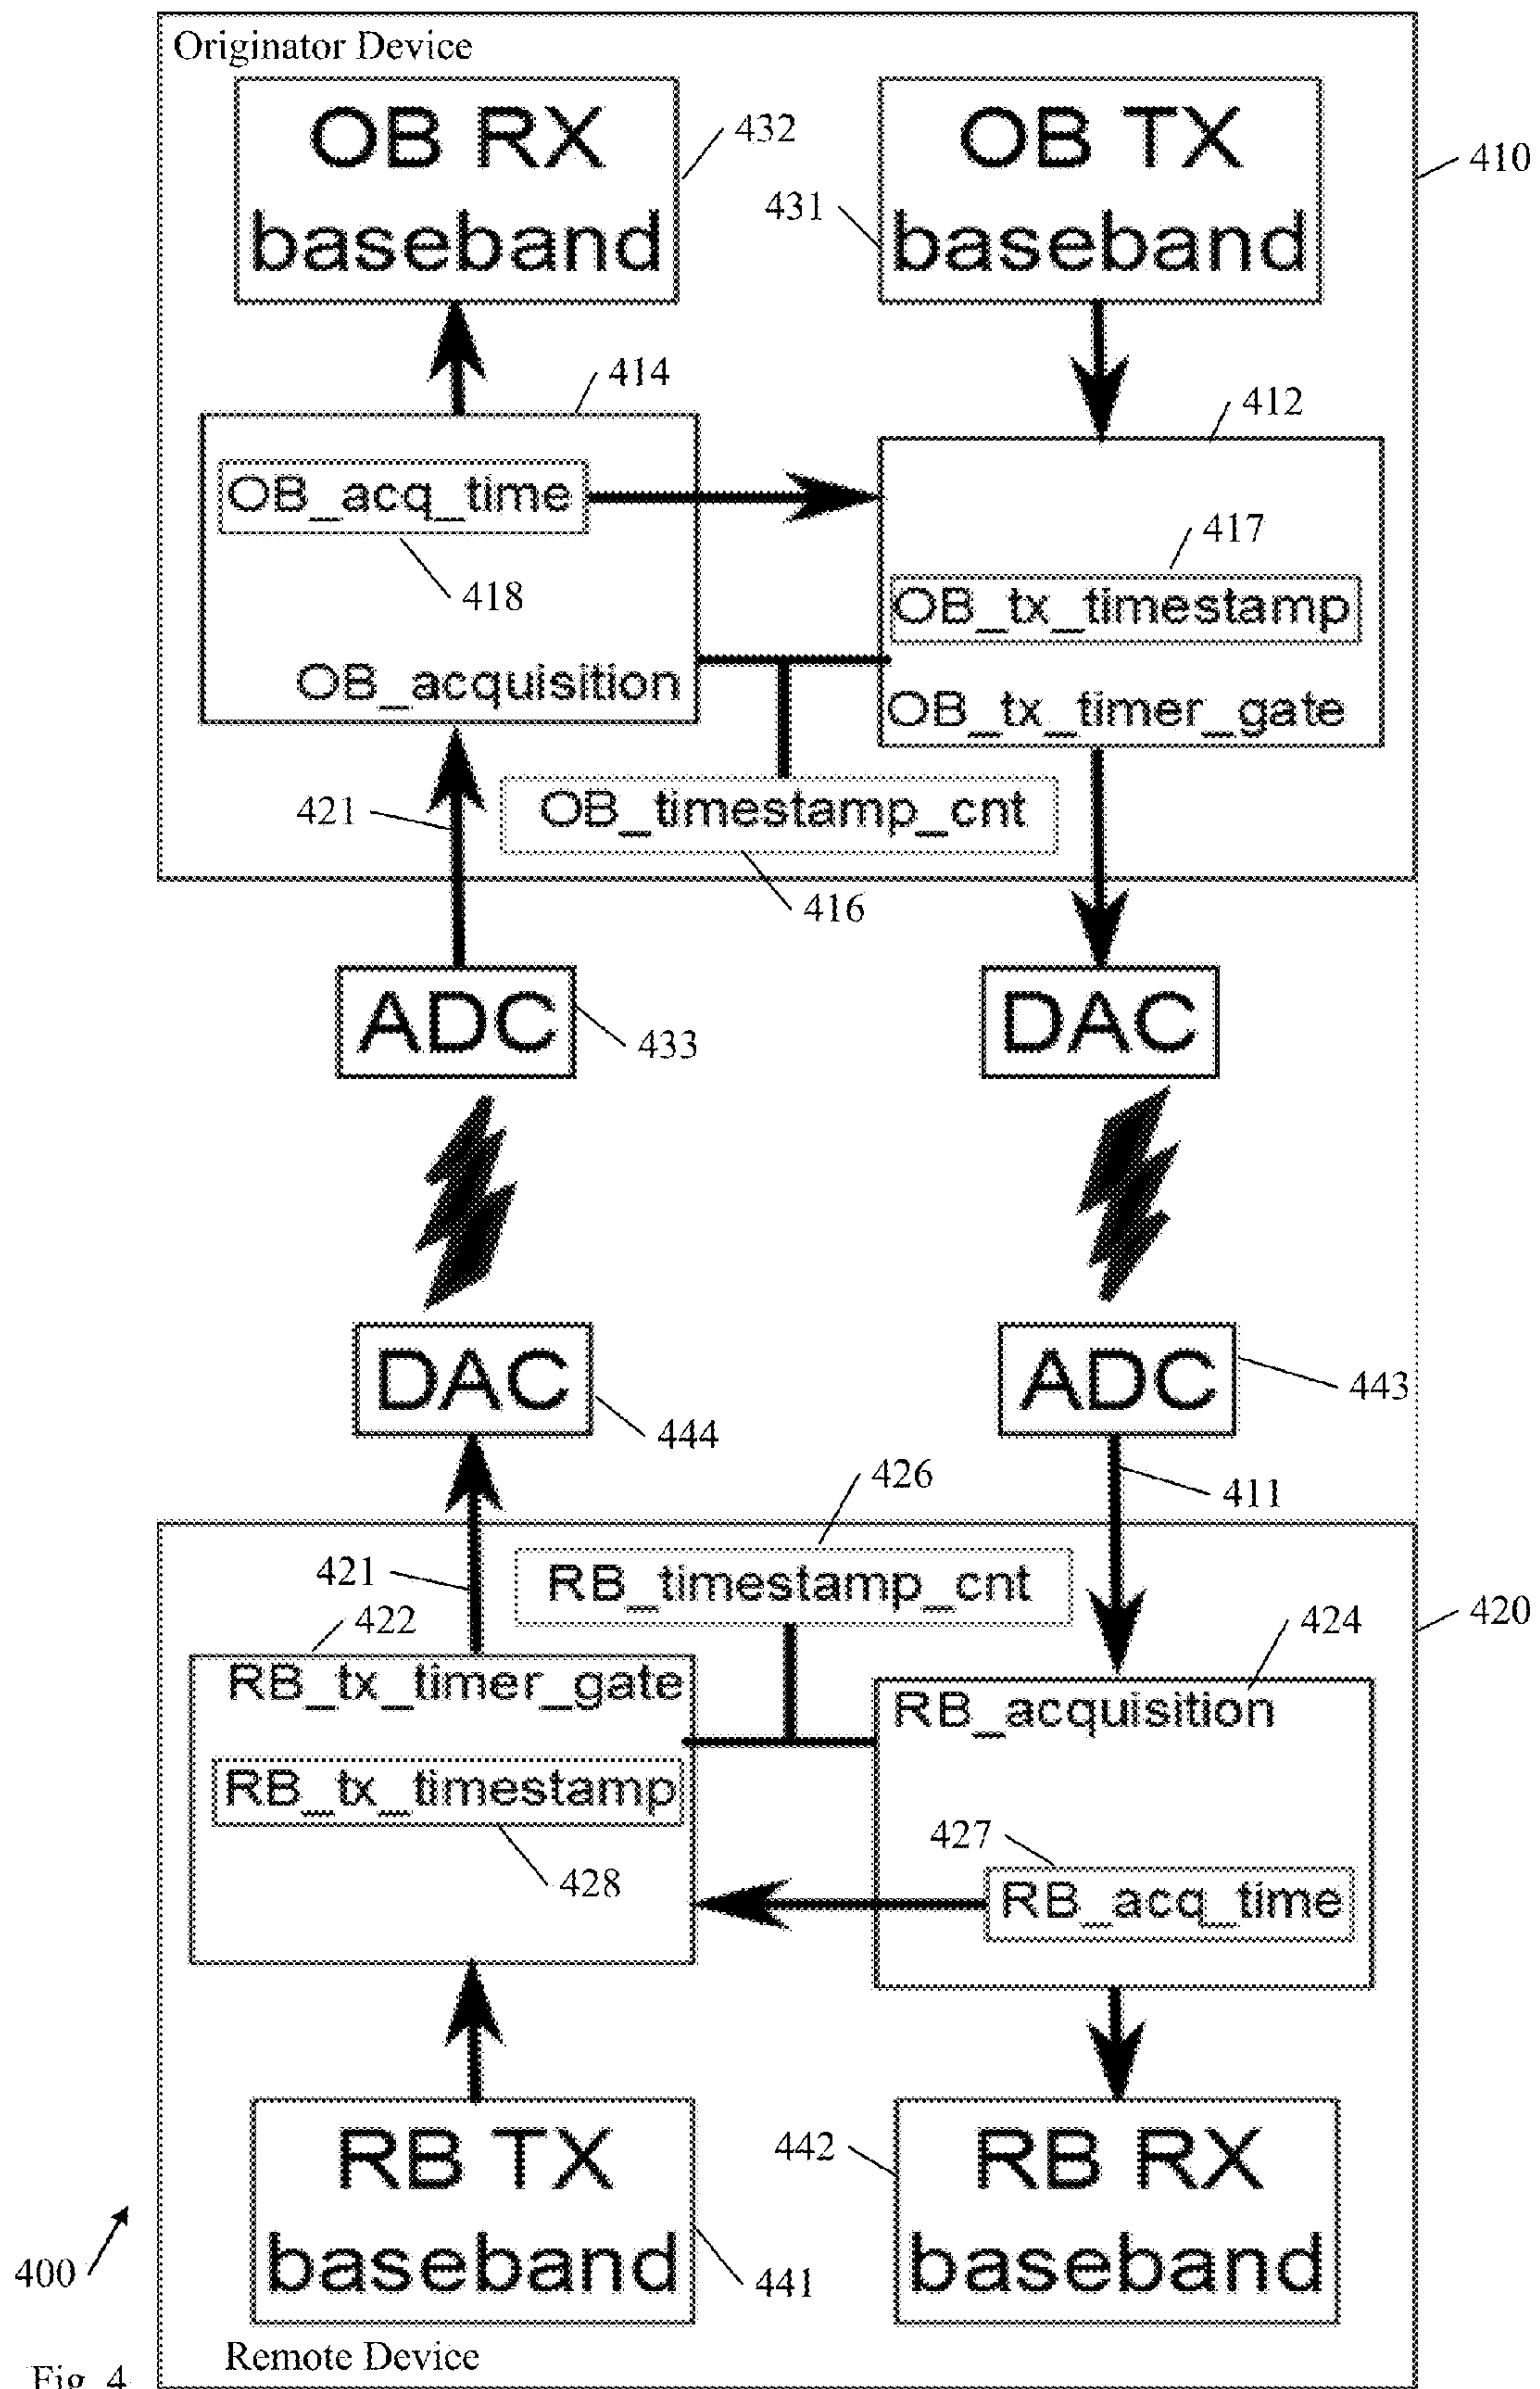 Originator Device
OB RX
baseband
432
OB TX
baseband
431
410
414
412
OB_acq_time
418
417
OB_tx_timestamp
OB_acquisition
OB_tx_timer_gate
421
OB_timestamp_cnt
416
ADC
433
DAC
DAC
444
ADC
443
426
411
421
RB_timestamp_cnt
420
422
424
RB_tx_timer_gate
RB_acquisition
RB_tx_timestamp
428
427
RB_acq_time
RB TX
baseband
441
442
RB RX
baseband
400
Remote Device
Fig. 4